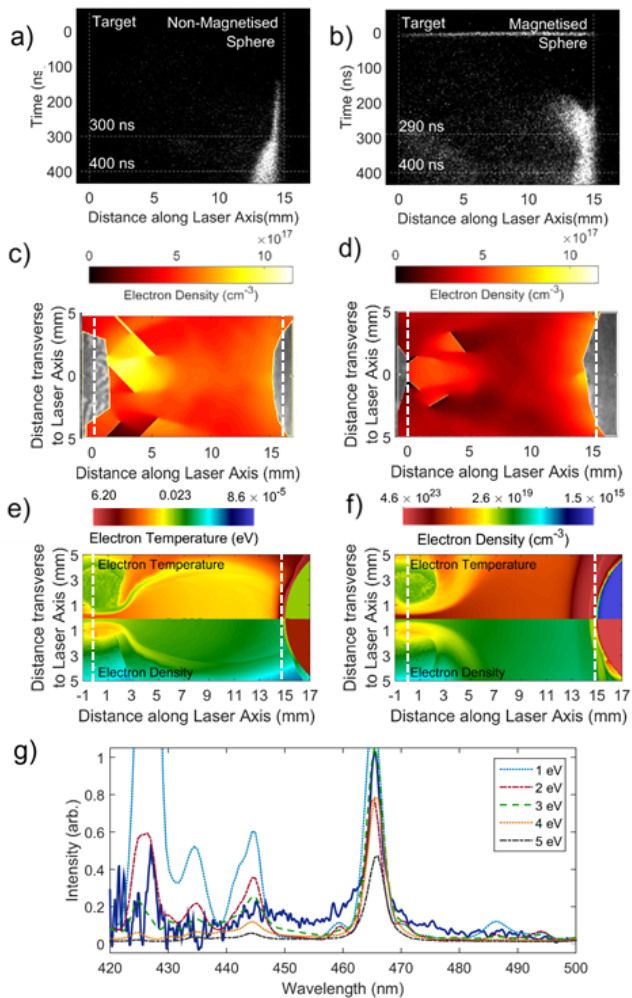 a)
b)
Target
Non-Magnetised
Sphere
Target
Magnetised
Sphere
Time (ns
0
100
200
300
400
300 ns
400 ns
0 5 10 15
Distance along Laser Axis(mm)
Time (ns)
0
100
200
300
400
290 ns
400 ns
0 5 10 15
Distance along Laser Axis(mm)
c)
×10¹⁷
0 5 10
Electron Density (cm⁻³)
Distance transverse
to Laser Axis (mm)
5
0
5
0 5 10 15
Distance along Laser Axis (mm)
d)
×10¹⁷
0 5 10
Electron Density (cm⁻³)
Distance transverse
to Laser Axis (mm)
5
0
5
0 5 10 15
Distance along Laser Axis (mm)
e)
6.20 0.023 8.6 × 10⁻⁵
Electron Temperature (eV)
Distance transverse
to Laser Axis (mm)
5
3
1
1
3
5
Electron Temperature
Electron Density
-1 1 3 5 7 9 11 13 15 17
Distance along Laser Axis (mm)
f)
4.6 × 10²³ 2.6 × 10¹⁹ 1.5 × 10¹⁵
Electron Density (cm⁻³)
Distance transverse
to Laser Axis (mm)
5
3
1
1
3
5
Electron Temperature
Electron Density
-1 1 3 5 7 9 11 13 15 17
Distance along Laser Axis (mm)
g)
Intensity (arb.)
1
0.8
0.6
0.4
0.2
0
1 eV
2 eV
3 eV
4 eV
5 eV
420 430 440 450 460 470 480 490 500
Wavelength (nm)